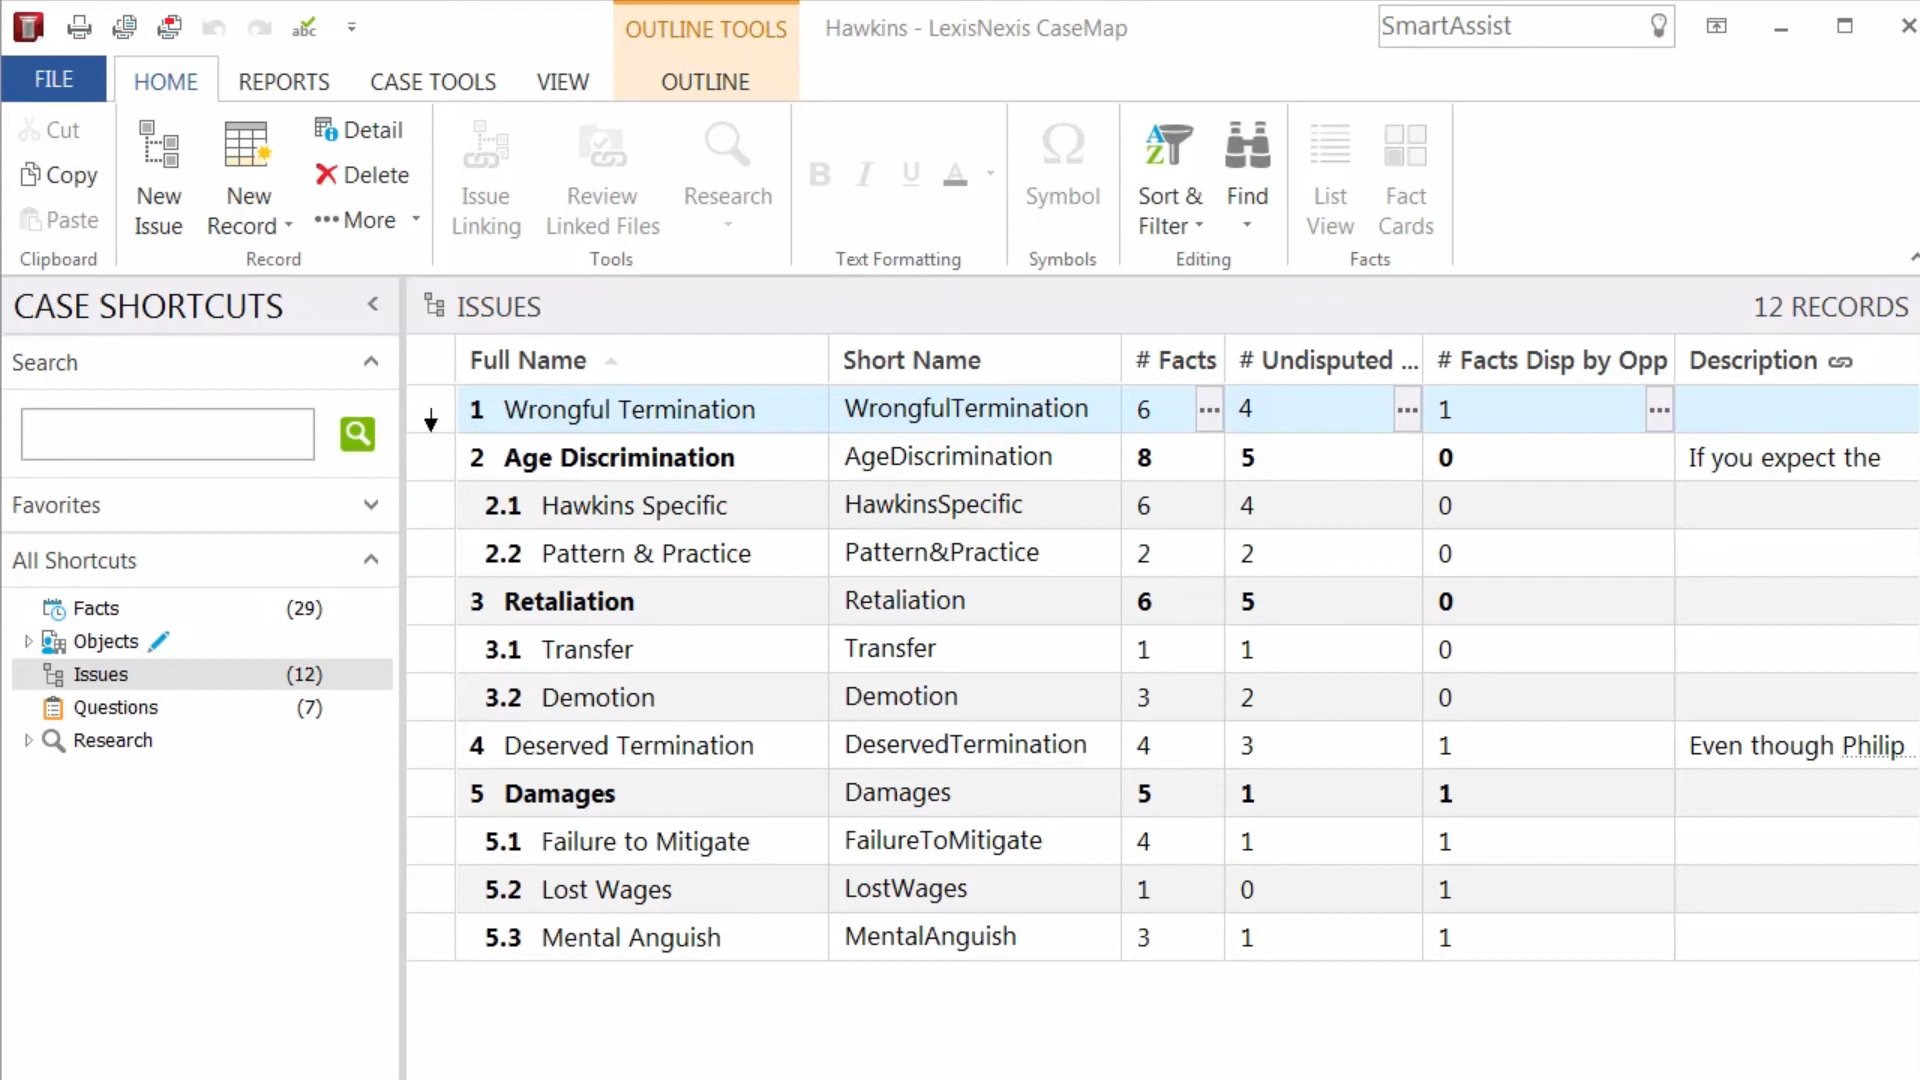 abc
OUTLINE TOOLS
Hawkins - LexisNexis CaseMap
SmartAssist
FILE
HOME
REPORTS
CASE TOOLS
VIEW
OUTLINE
Cut
Copy
Paste
Clipboard
New Issue
New Record
Detail
Delete
More
Record
Issue Linking
Review Linked Files
Research
Tools
B I U A
Text Formatting
Ω
Symbol
Symbols
A
Z
Sort & Filter
Find
Editing
List View
Fact Cards
Facts
CASE SHORTCUTS
Search
Favorites
All Shortcuts
Facts (29)
Objects
Issues (12)
Questions (7)
Research
ISSUES
12 RECORDS
Full Name Short Name # Facts # Undisputed ... # Facts Disp by Opp Description
1 Wrongful Termination WrongfulTermination 6 ... 4 ... 1 ...
2 Age Discrimination AgeDiscrimination 8 5 0 If you expect the
2.1 Hawkins Specific HawkinsSpecific 6 4 0
2.2 Pattern & Practice Pattern&Practice 2 2 0
3 Retaliation Retaliation 6 5 0
3.1 Transfer Transfer 1 1 0
3.2 Demotion Demotion 3 2 0
4 Deserved Termination DeservedTermination 4 3 1 Even though Philip
5 Damages Damages 5 1 1
5.1 Failure to Mitigate FailureToMitigate 4 1 1
5.2 Lost Wages LostWages 1 0 1
5.3 Mental Anguish MentalAnguish 3 1 1